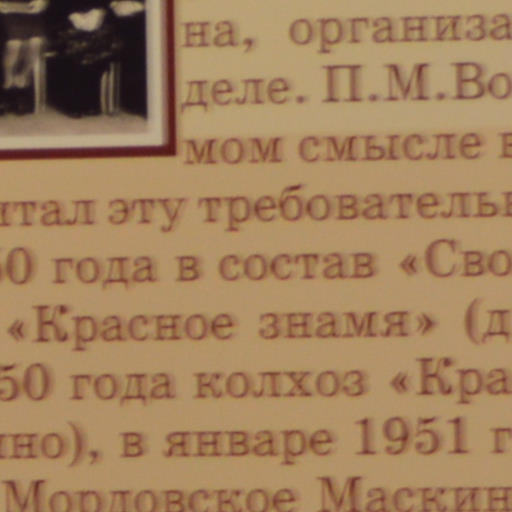 на, организа
деле. П.М.Во
мом смысле в
итал эту требователь
50 года в состав «Сво
«Красное знамя» (д
50 года колхоз «Кра
ино), в январе 1951 г
Мордовское Маскин